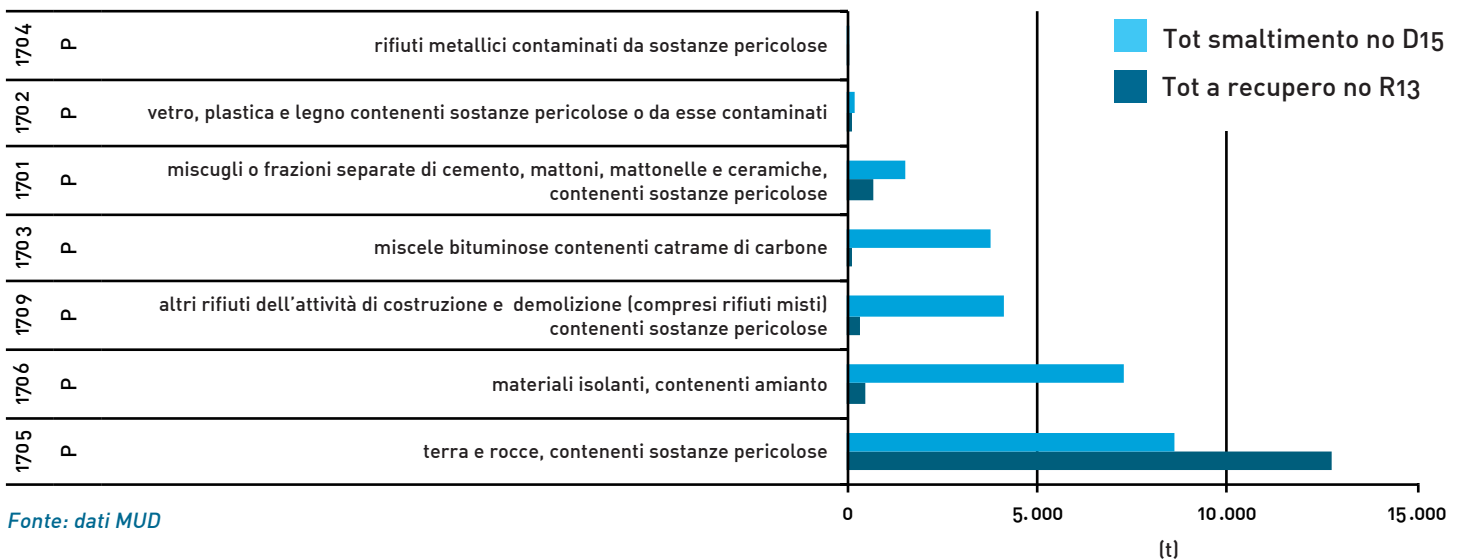 Tot smaltimento no D15
Tot a recupero no R13
1704 P rifiuti metallici contaminati da sostanze pericolose
1702 P vetro, plastica e legno contenenti sostanze pericolose o da esse contaminati
1701 P miscugli o frazioni separate di cemento, mattoni, mattonelle e ceramiche,
contenenti sostanze pericolose
1703 P miscele bituminose contenenti catrame di carbone
1709 P altri rifiuti dell'attività di costruzione e demolizione (compresi rifiuti misti)
contenenti sostanze pericolose
1706 P materiali isolanti, contenenti amianto
1705 P terra e rocce, contenenti sostanze pericolose
0 5.000 10.000 15.000
(t)
Fonte: dati MUD